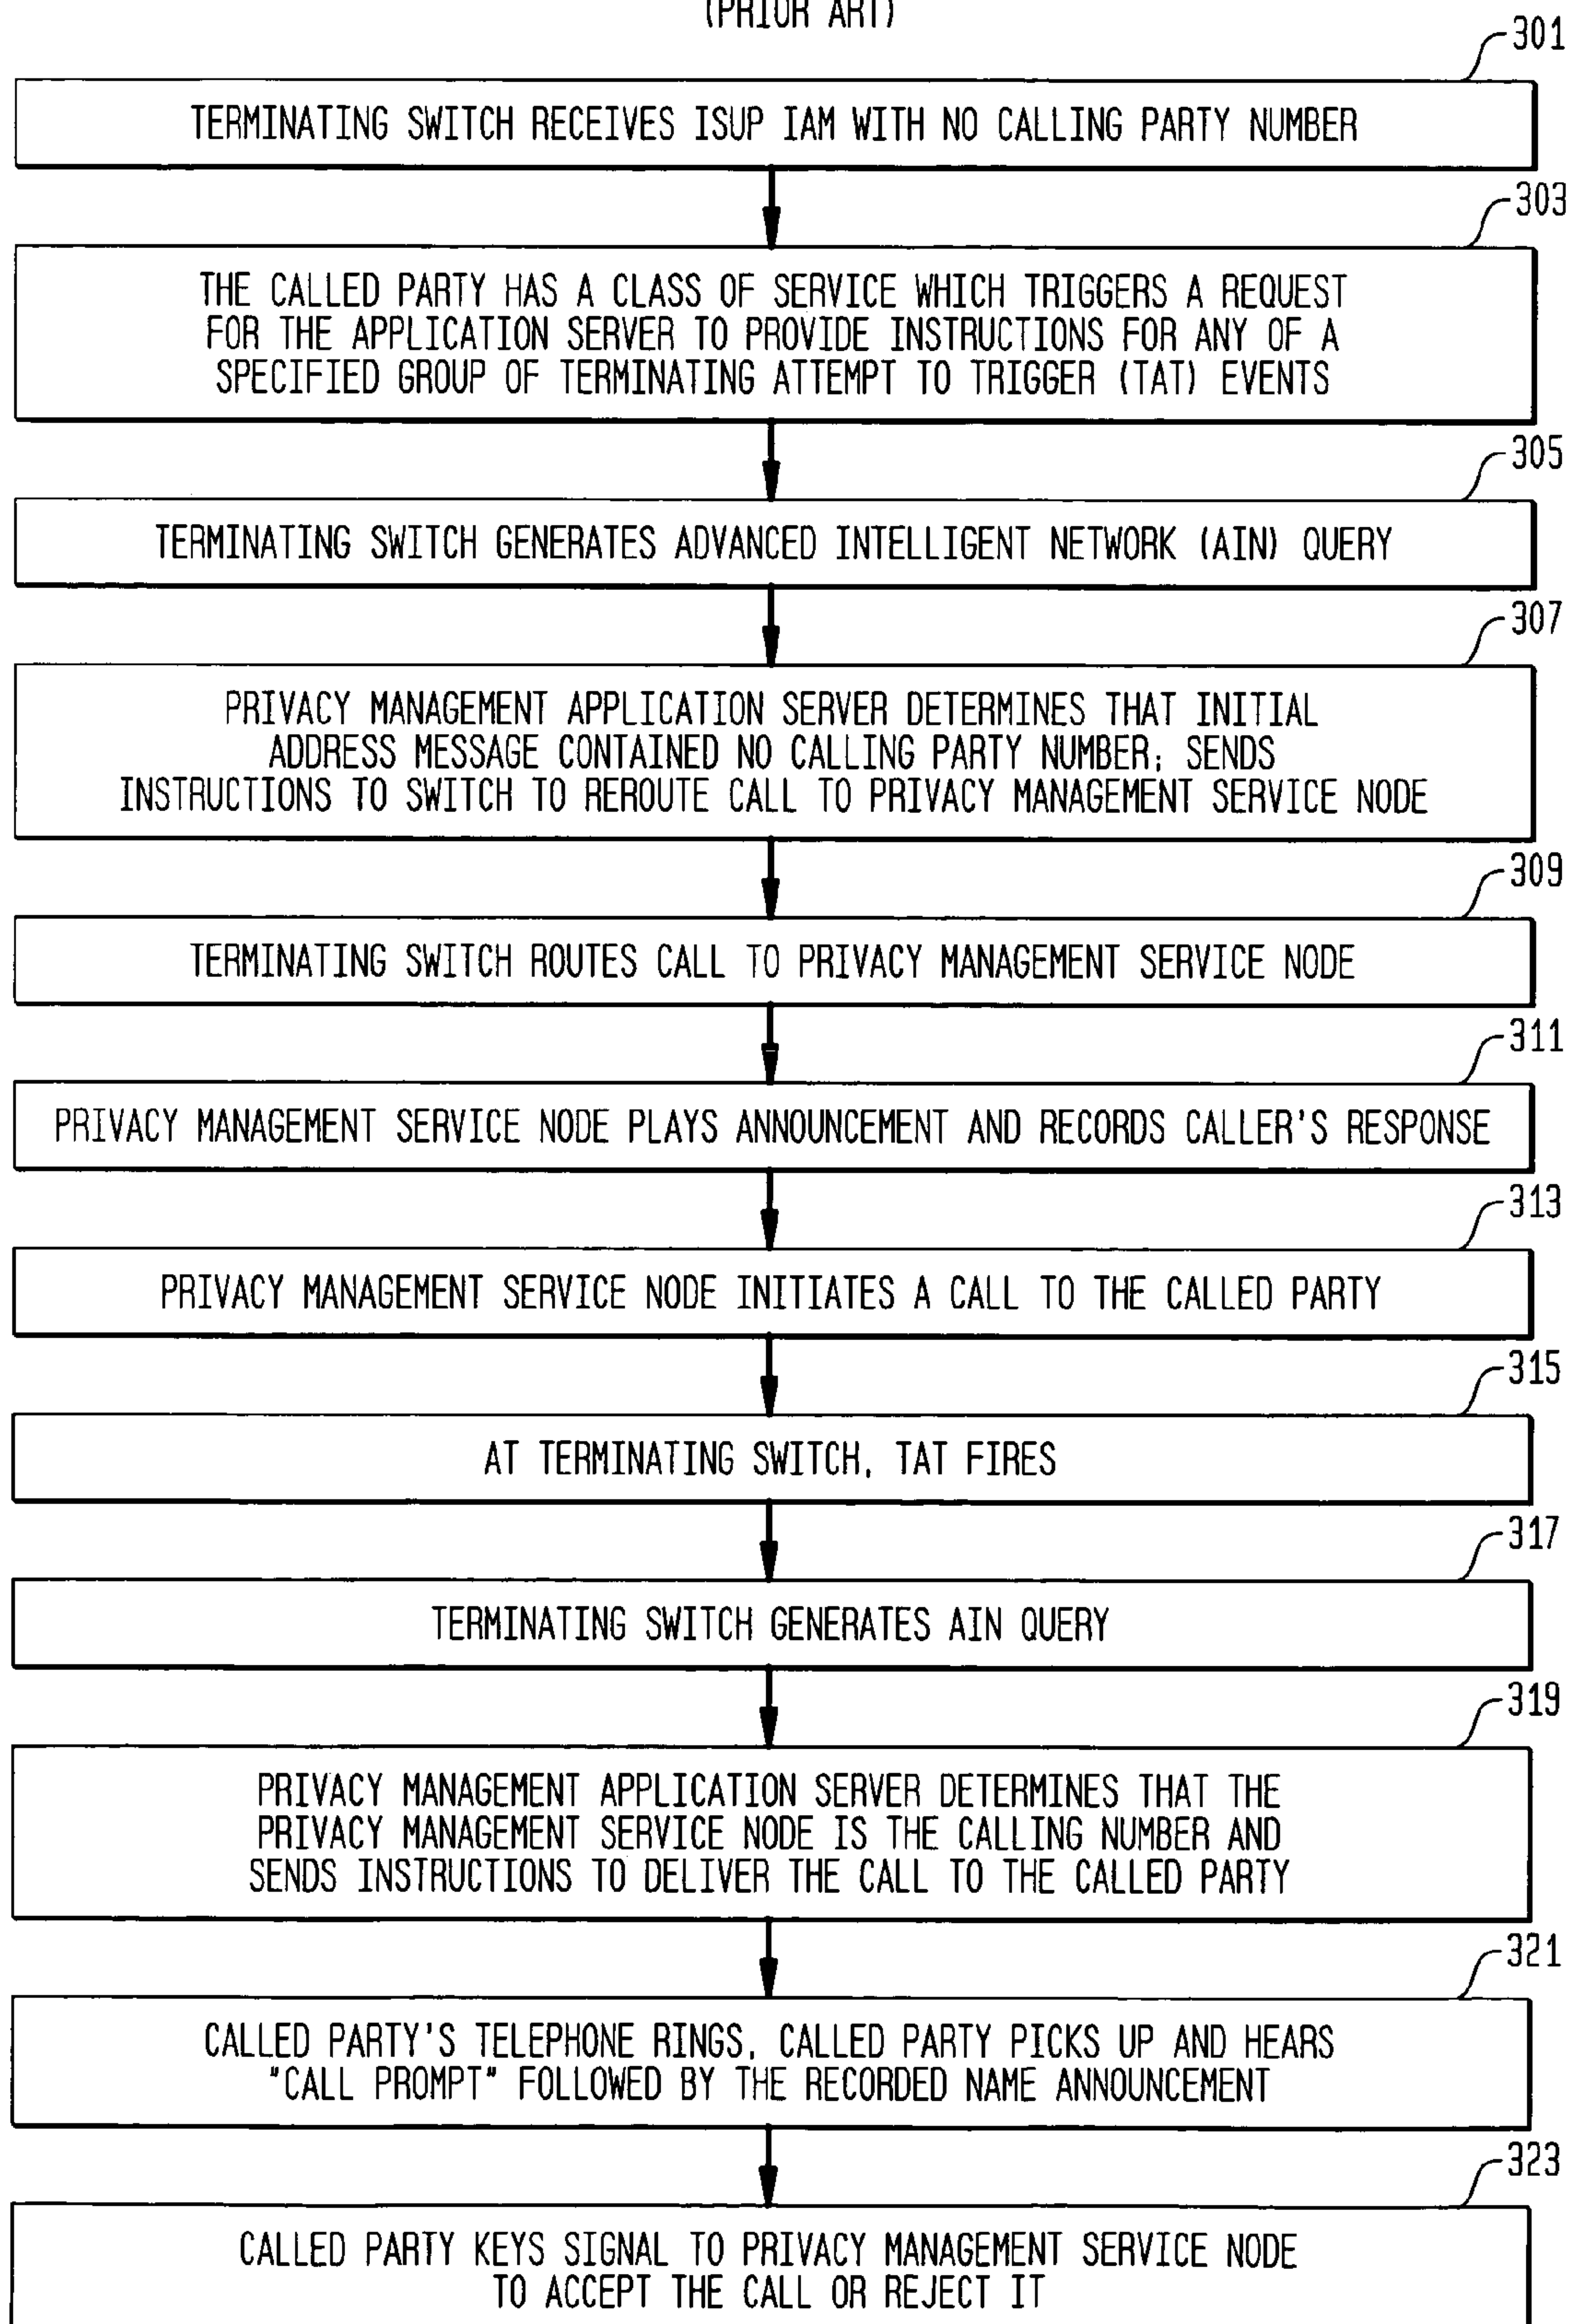 (PRIOR ART)
301
TERMINATING SWITCH RECEIVES ISUP IAM WITH NO CALLING PARTY NUMBER
303
THE CALLED PARTY HAS A CLASS OF SERVICE WHICH TRIGGERS A REQUEST
FOR THE APPLICATION SERVER TO PROVIDE INSTRUCTIONS FOR ANY OF A
SPECIFIED GROUP OF TERMINATING ATTEMPT TO TRIGGER (TAT) EVENTS
305
TERMINATING SWITCH GENERATES ADVANCED INTELLIGENT NETWORK (AIN) QUERY
307
PRIVACY MANAGEMENT APPLICATION SERVER DETERMINES THAT INITIAL
ADDRESS MESSAGE CONTAINED NO CALLING PARTY NUMBER; SENDS
INSTRUCTIONS TO SWITCH TO REROUTE CALL TO PRIVACY MANAGEMENT SERVICE NODE
309
TERMINATING SWITCH ROUTES CALL TO PRIVACY MANAGEMENT SERVICE NODE
311
PRIVACY MANAGEMENT SERVICE NODE PLAYS ANNOUNCEMENT AND RECORDS CALLER'S RESPONSE
313
PRIVACY MANAGEMENT SERVICE NODE INITIATES A CALL TO THE CALLED PARTY
315
AT TERMINATING SWITCH, TAT FIRES
317
TERMINATING SWITCH GENERATES AIN QUERY
319
PRIVACY MANAGEMENT APPLICATION SERVER DETERMINES THAT THE
PRIVACY MANAGEMENT SERVICE NODE IS THE CALLING NUMBER AND
SENDS INSTRUCTIONS TO DELIVER THE CALL TO THE CALLED PARTY
321
CALLED PARTY'S TELEPHONE RINGS, CALLED PARTY PICKS UP AND HEARS
"CALL PROMPT" FOLLOWED BY THE RECORDED NAME ANNOUNCEMENT
323
CALLED PARTY KEYS SIGNAL TO PRIVACY MANAGEMENT SERVICE NODE
TO ACCEPT THE CALL OR REJECT IT